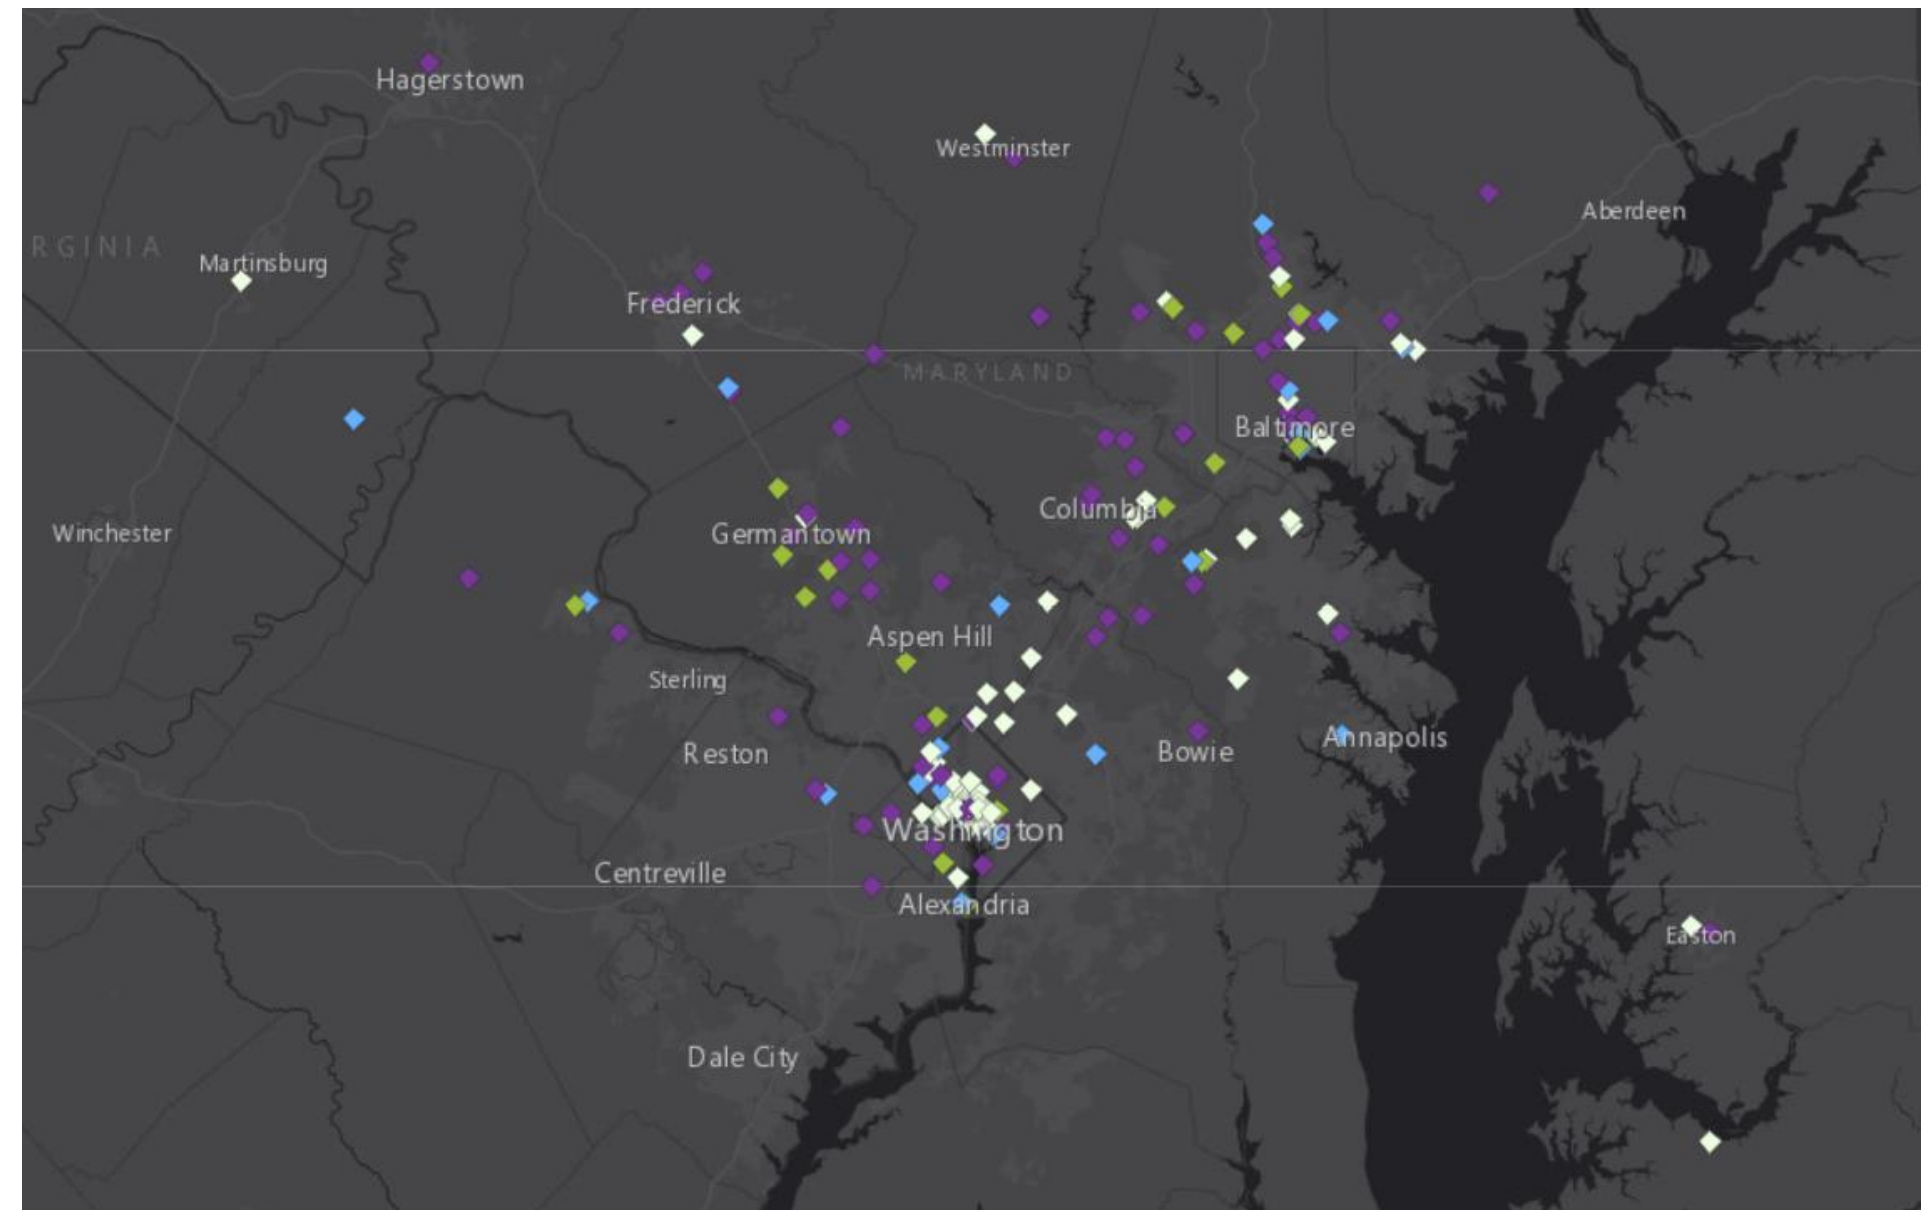 Hagerstown
Westminster
Aberdeen
RGINIA
Martinsburg
Frederick
MARYLAND
Baltimore
Columbia
Winchester
Germantown
Aspen Hill
Sterling
Annapolis
Reston
Bowie
Washington
Centreville
Alexandria
Easton
Dale City